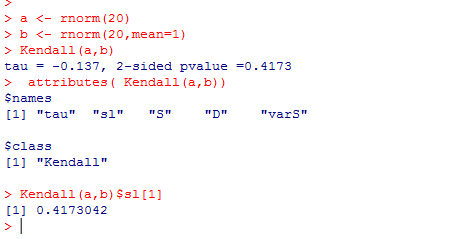 >
> a <- rnorm(20)
> b <- rnorm(20,mean=1)
> Kendall(a,b)
tau = -0.137, 2-sided pvalue =0.4173
>  attributes( Kendall(a,b))
$names
[1] "tau"  "sl"   "S"    "D"    "varS"
$class
[1] "Kendall"
> Kendall(a,b)$sl[1]
[1] 0.4173042
>